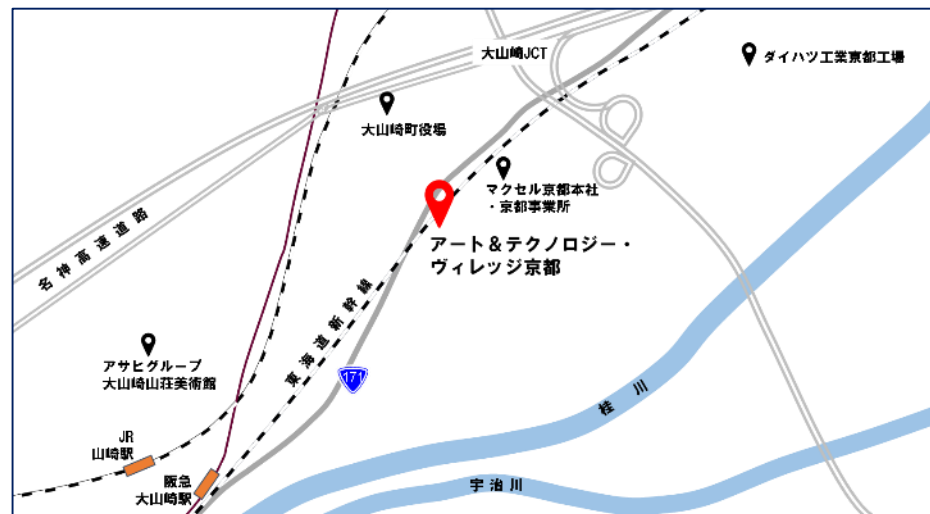 大山崎JCT
ダイハツ工業京都工場
大山崎町役場
マクセル京都本社
・京都事業所
名神高速道路
アート&テクノロジー・
ヴィレッジ京都
東海道新幹線
アサヒグループ
大山崎山荘美術館
171
桂川
JR
山崎駅
阪急
大山崎駅
宇治川